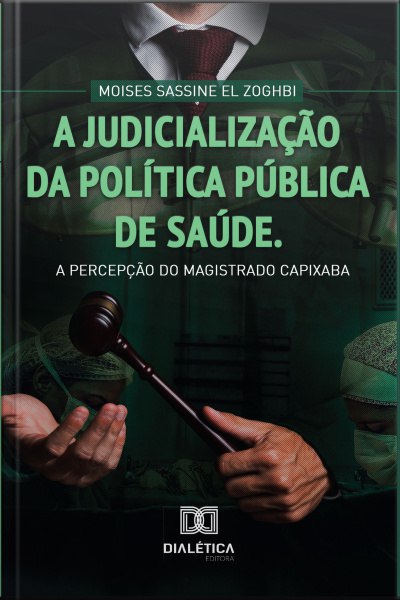 MOISES SASSINE EL ZOGHBI
A JUDICIALIZAÇÃO
DA POLÍTICA PÚBLICA
DE SAÚDE.
A PERCEPÇÃO DO MAGISTRADO CAPIXABA
DIALÉTICA
EDITORA